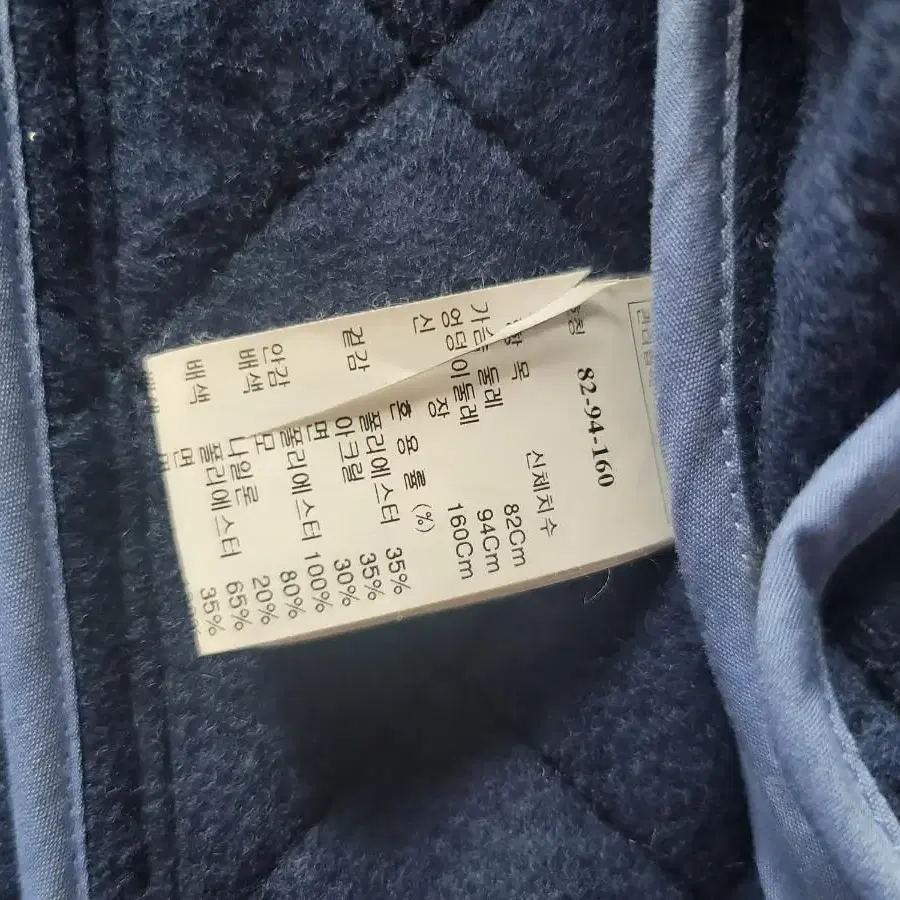 칭 82-94-160
목 신체치수
가슴 둘레 82Cm
엉덩이둘레 94Cm
신 장 160Cm
혼 용 률 (%)
겉감 폴리에스터 35%
아크릴 35%
면 30%
안감 폴리에스터 100%
배색 모 80%
나일론 20%
배색 폴리에스터 65%
면 35%